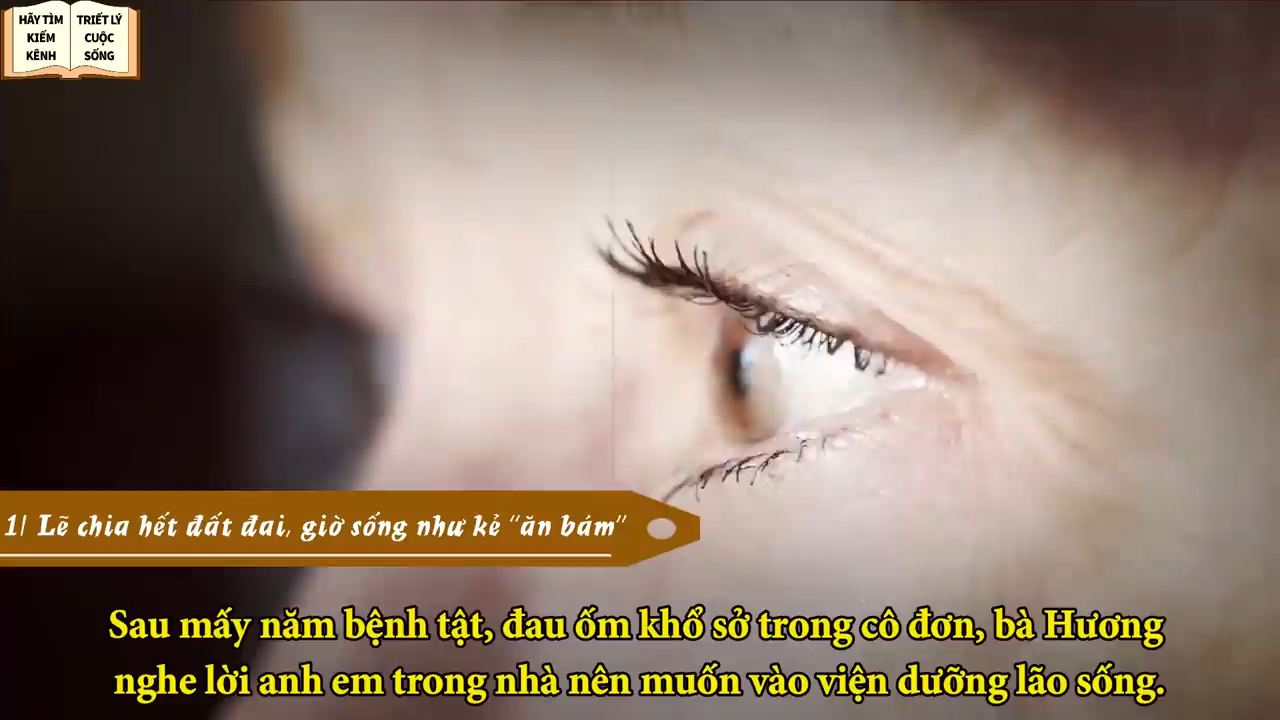 HÃY TÌM
KIẾM
KÊNH
TRIẾT LÝ
CUỘC
SỐNG
1| Lẽ chia hết đất đai, giờ sống như kẻ "ăn bám"
Sau mấy năm bệnh tật, đau ốm khổ sở trong cô đơn, bà Hương
nghe lời anh em trong nhà nên muốn vào viện dưỡng lão sống.